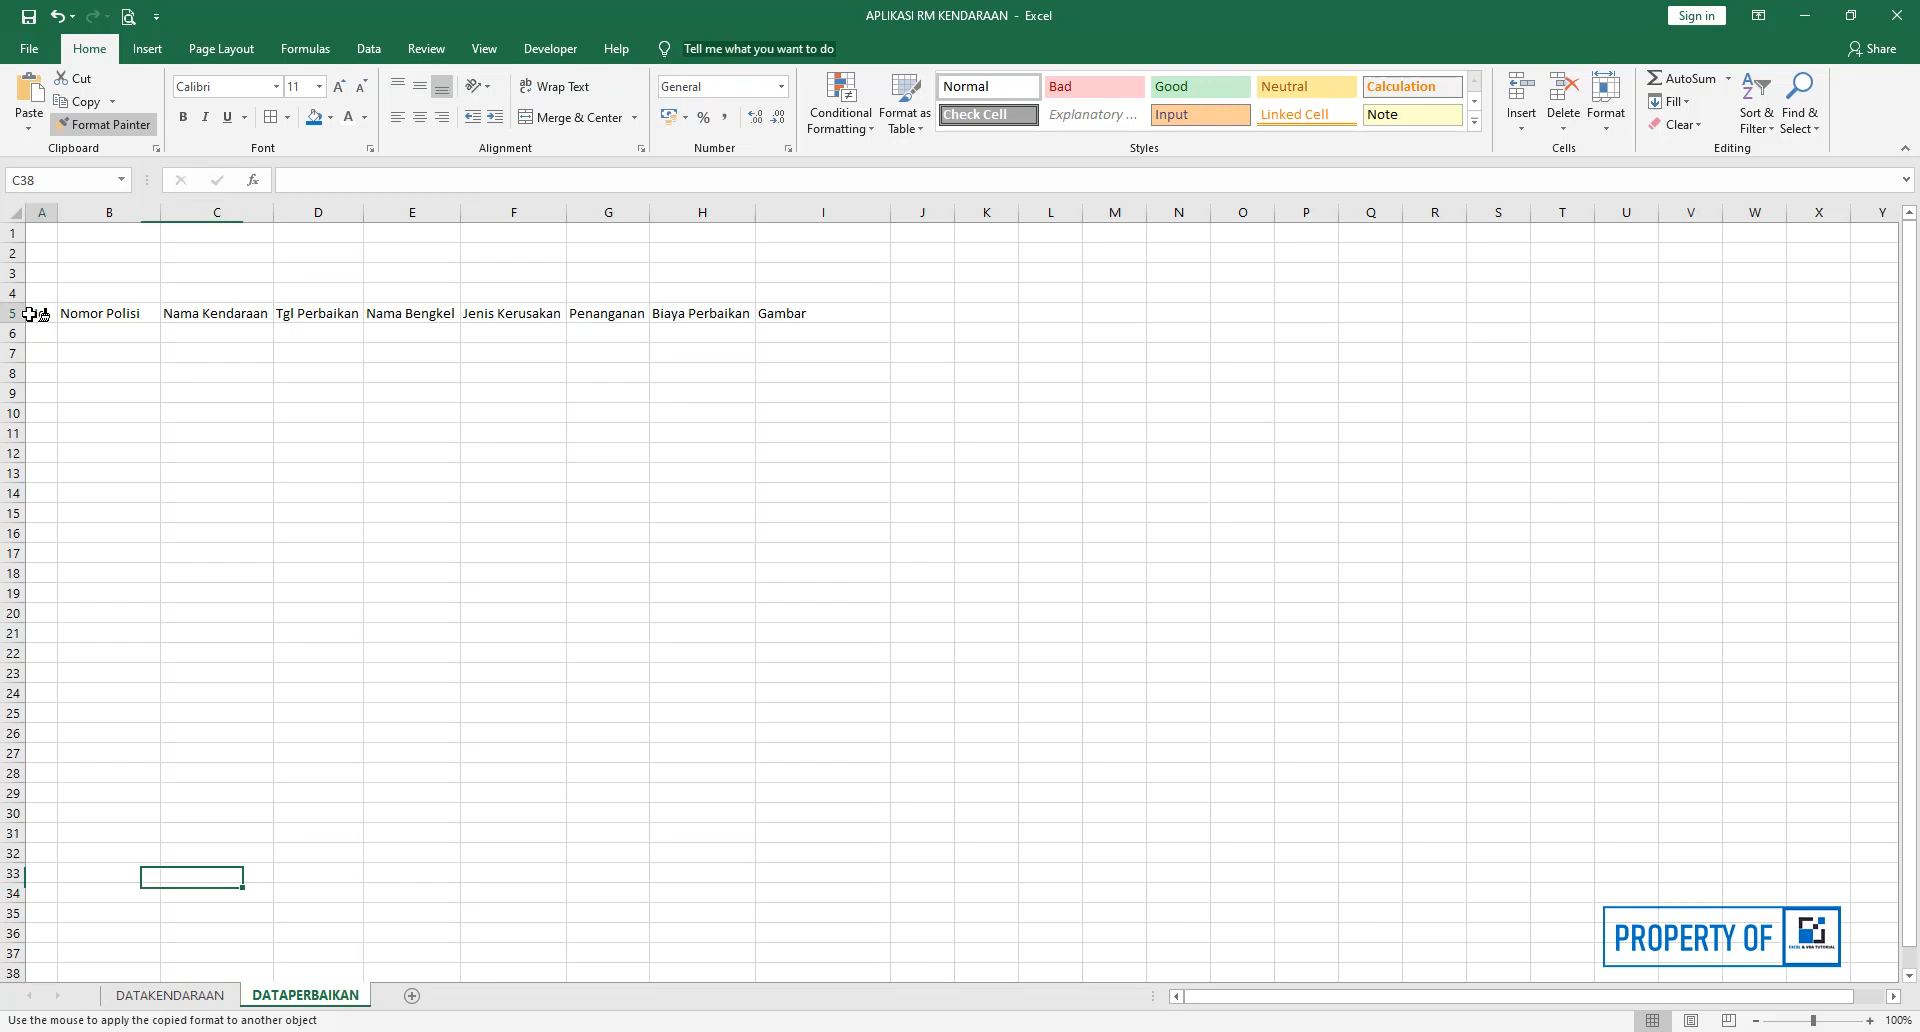 APLIKASI RM KENDARAAN - Excel
Sign in
File Home Insert Page Layout Formulas Data Review View Developer Help Tell me what you want to do Share
Paste
Cut
Copy
Format Painter
Clipboard
Calibri 11
B I U
Font
Wrap Text
Merge & Center
Alignment
General
Number
Conditional Formatting
Format as Table
Normal Bad Good Neutral Calculation
Check Cell Explanatory ... Input Linked Cell Note
Styles
Insert Delete Format
Cells
AutoSum
Fill
Clear
Sort & Filter
Find & Select
Editing
C38
fx
A B C D E F G H I J K L M N O P Q R S T U V W X Y
1
2
3
4
5 Nomor Polisi Nama Kendaraan Tgl Perbaikan Nama Bengkel Jenis Kerusakan Penanganan Biaya Perbaikan Gambar
6
7
8
9
10
11
12
13
14
15
16
17
18
19
20
21
22
23
24
25
26
27
28
29
30
31
32
33
34
35
36
37
38
PROPERTY OF
EXCEL & VBA TUTORIAL
DATAKENDARAAN DATAPERBAIKAN
Use the mouse to apply the copied format to another object
100%